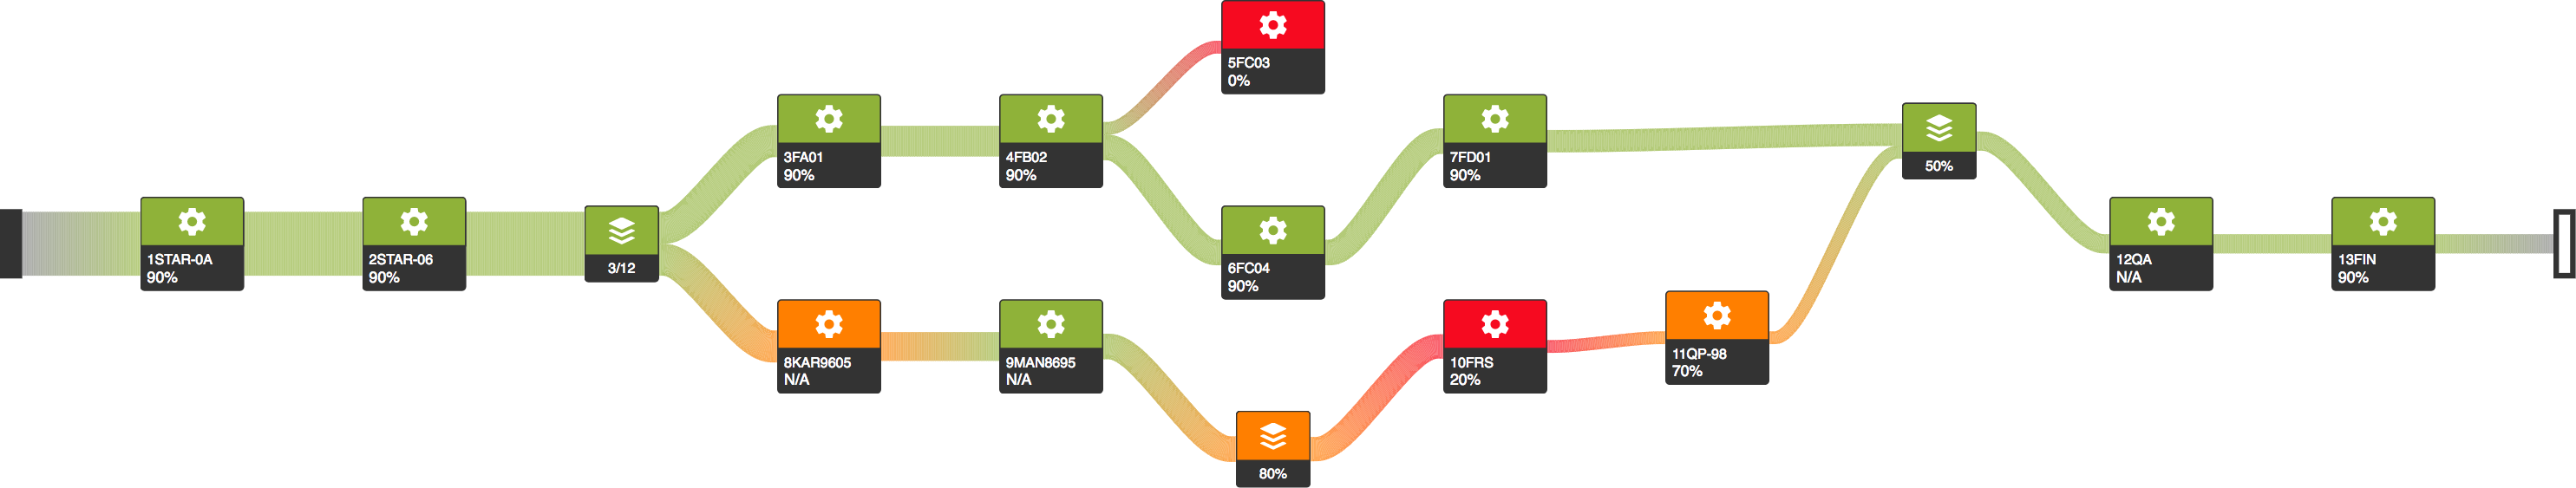 1STAR-0A
90%
2STAR-06
90%
3/12
3FA01
90%
4FB02
90%
5FC03
0%
6FC04
90%
7FD01
90%
8KAR9605
N/A
9MAN8695
N/A
80%
10FRS
20%
11QP-98
70%
50%
12QA
N/A
13FIN
90%